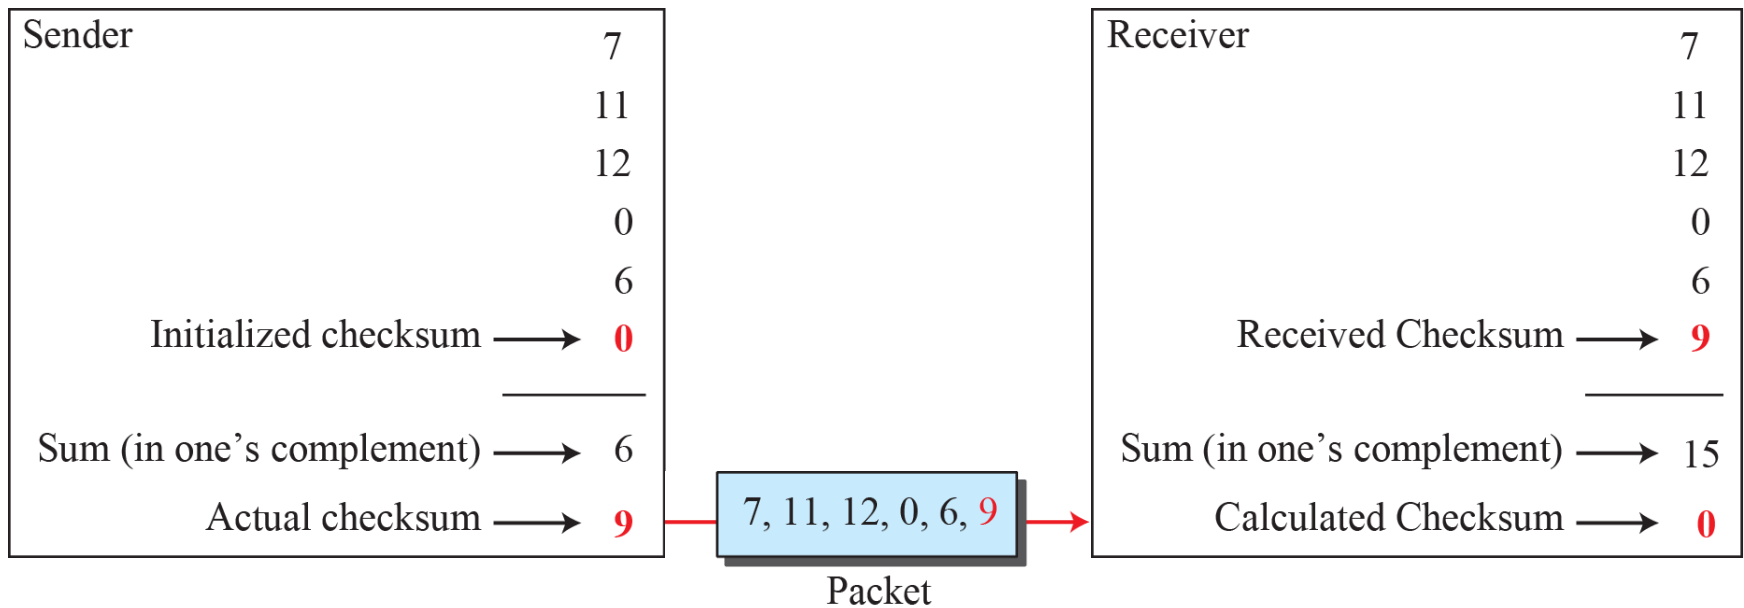 Sender
7
11
12
0
6
Initialized checksum 0
Sum (in one’s complement) 6
Actual checksum 9
7, 11, 12, 0, 6, 9
Packet
Receiver
7
11
12
0
6
Received Checksum 9
Sum (in one’s complement) 15
Calculated Checksum 0